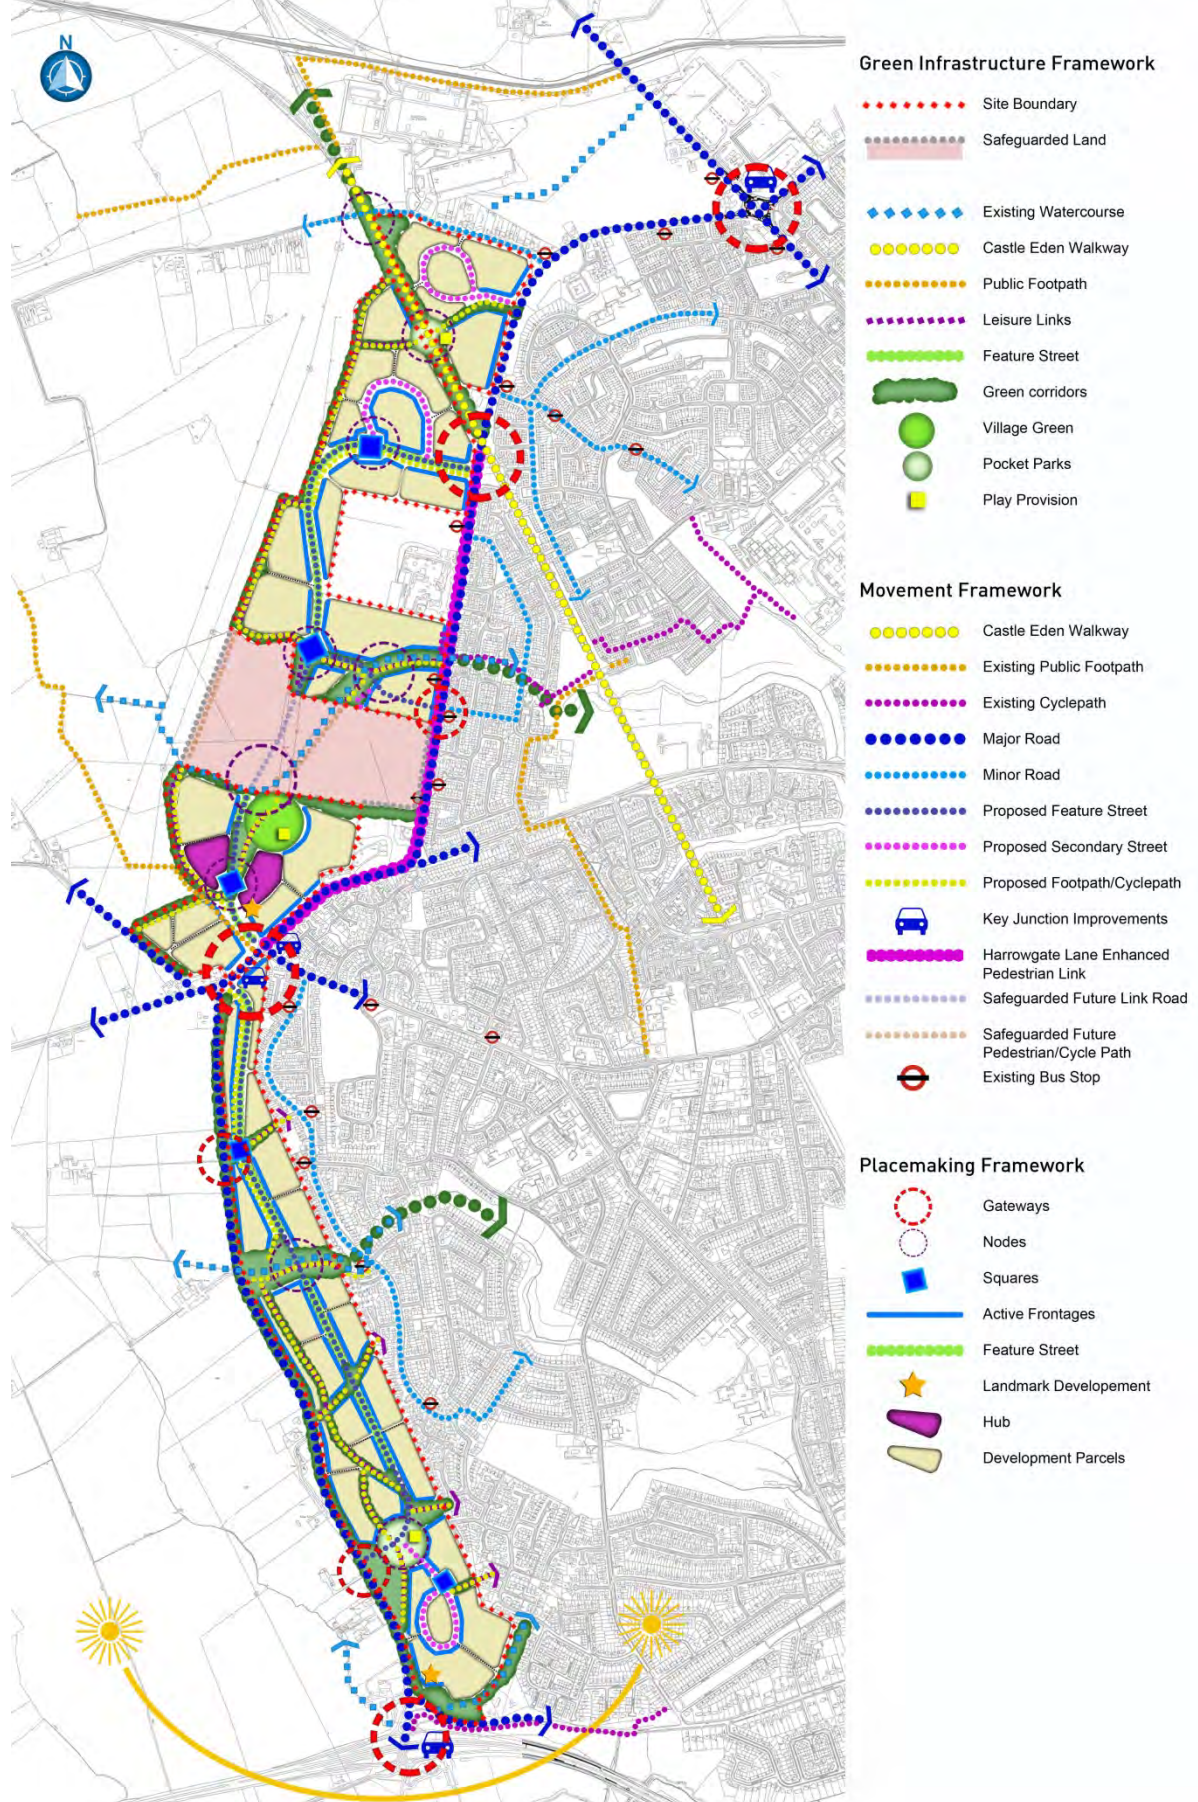 N
Green Infrastructure Framework
Site Boundary
Safeguarded Land
Existing Watercourse
Castle Eden Walkway
Public Footpath
Leisure Links
Feature Street
Green corridors
Village Green
Pocket Parks
Play Provision
Movement Framework
Castle Eden Walkway
Existing Public Footpath
Existing Cyclepath
Major Road
Minor Road
Proposed Feature Street
Proposed Secondary Street
Proposed Footpath/Cyclepath
Key Junction Improvements
Harrowgate Lane Enhanced
Pedestrian Link
Safeguarded Future Link Road
Safeguarded Future
Pedestrian/Cycle Path
Existing Bus Stop
Placemaking Framework
Gateways
Nodes
Squares
Active Frontages
Feature Street
Landmark Developement
Hub
Development Parcels